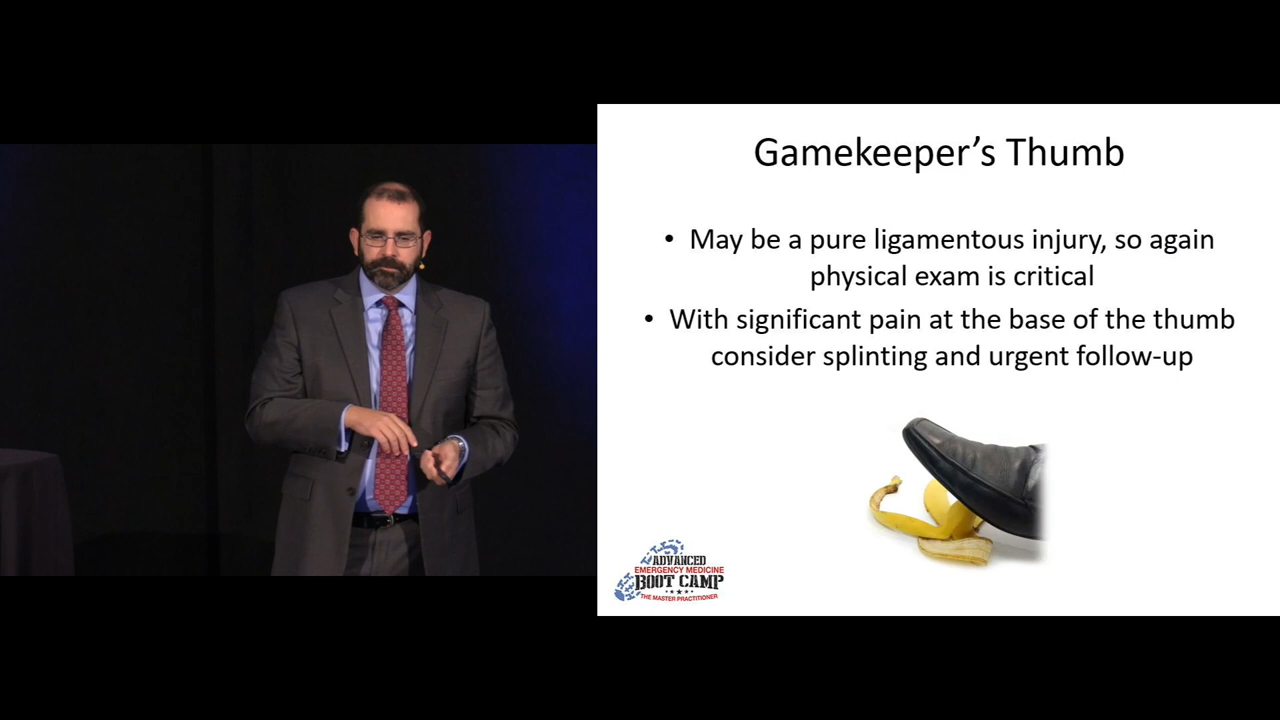 Gamekeeper’s Thumb
• May be a pure ligamentous injury, so again
physical exam is critical
• With significant pain at the base of the thumb
consider splinting and urgent follow-up
ADVANCED
EMERGENCY MEDICINE
BOOT CAMP
THE MASTER PRACTITIONER